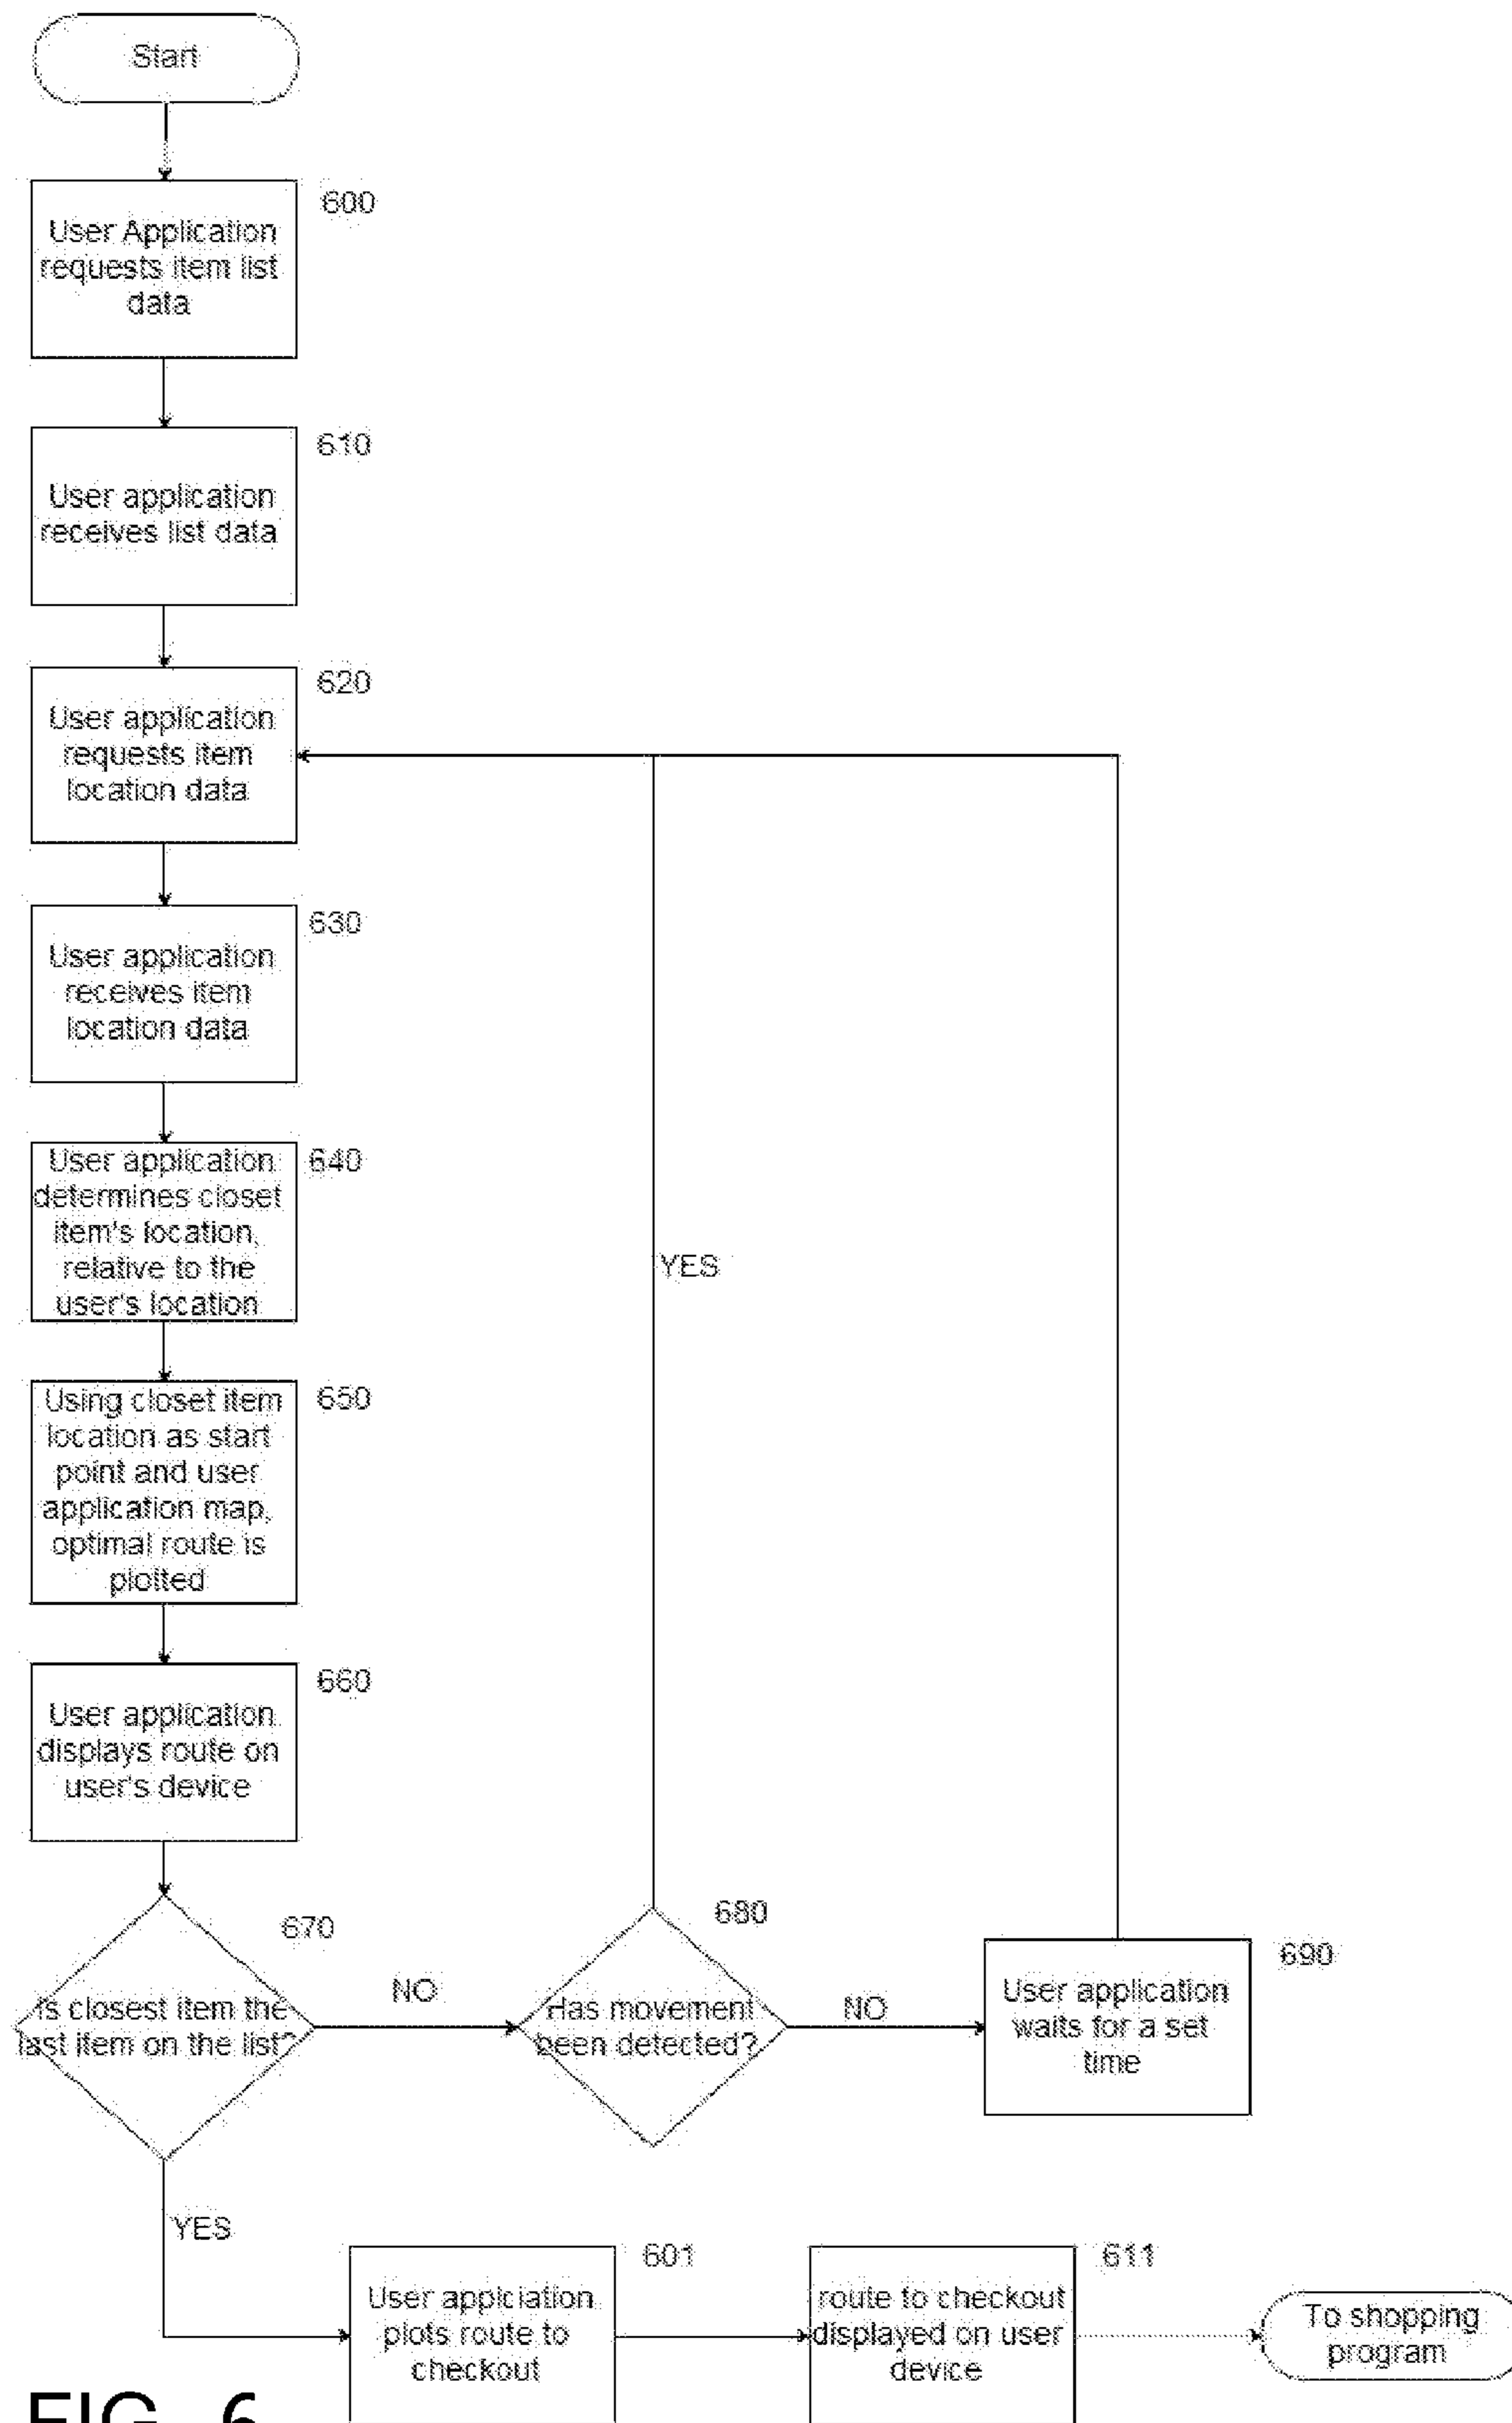 Start
600
User Application
requests item list
data
610
User application
receives list data
620
User application
requests item
location data
630
User application
receives item
location data
640
User application
determines closet
item's location,
relative to the
user's location
YES
650
Using closet item
location as start
point and user
application map,
optimal route is
plotted
660
User application
displays route on
user's device
670
Is closest item the
last item on the list?
NO
680
Has movement
been detected?
NO
690
User application
waits for a set
time
YES
601
User appiciation
plots route to
checkout
611
route to checkout
displayed on user
device
To shopping
program
FIG. 6